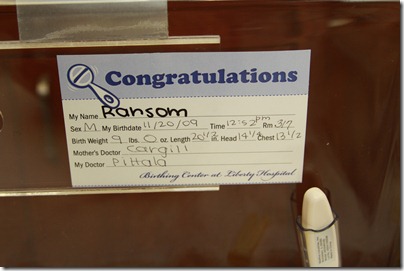 Congratulations
My Name Ransom
Sex M My Birthdate 11/20/09 Time 12:52 pm Rm 317
Birth Weight 9 lbs. 0 oz. Length 20 1/2 Head 14 1/2 Chest 13 1/2
Mother's Doctor Cargill
My Doctor Pittala
Birthing Center at Liberty Hospital